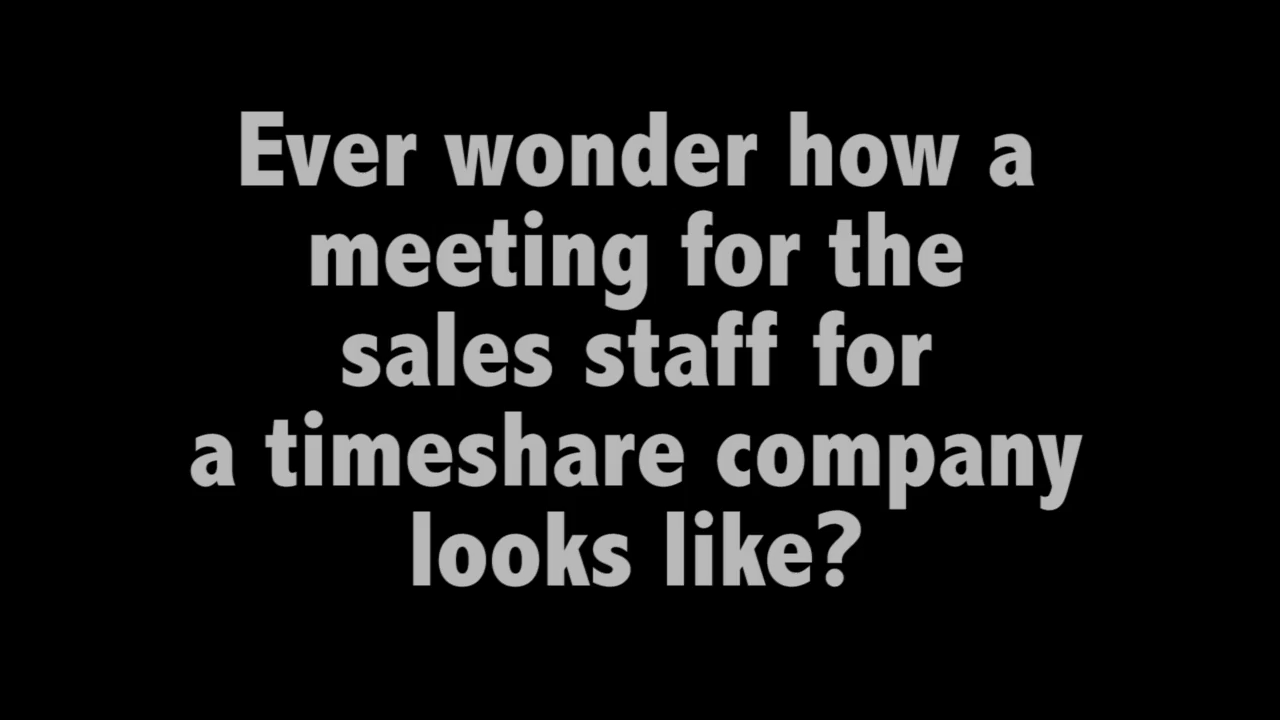 Ever wonder how a
meeting for the
sales staff for
a timeshare company
looks like?